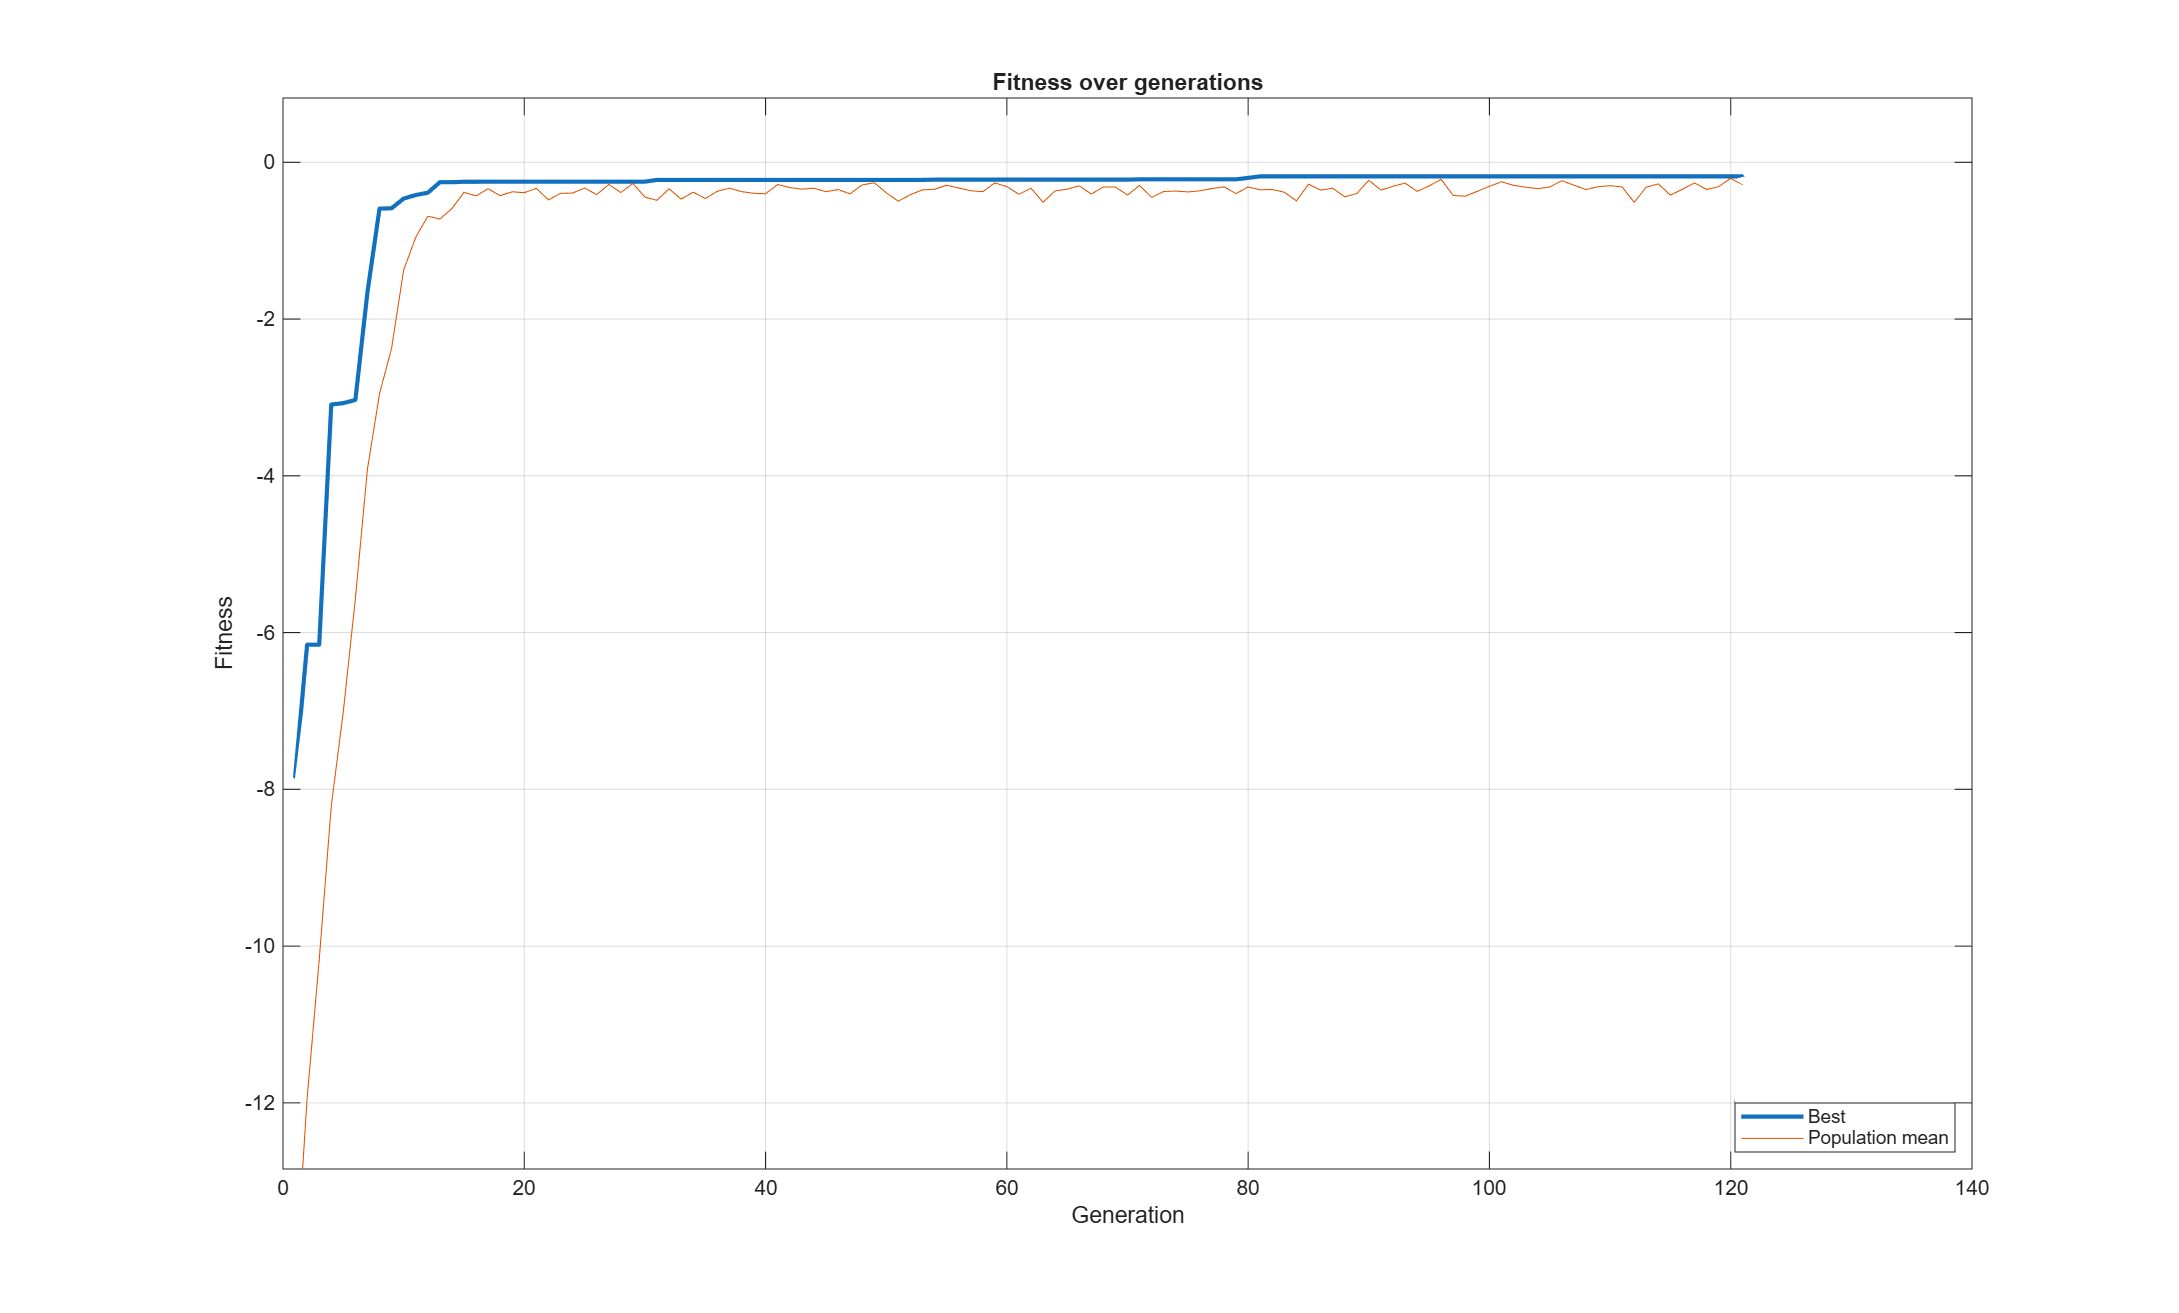 Fitness over generations
0
-2
-4
-6
-8
-10
-12
Fitness
0 20 40 60 80 100 120 140
Generation
Best
Population mean